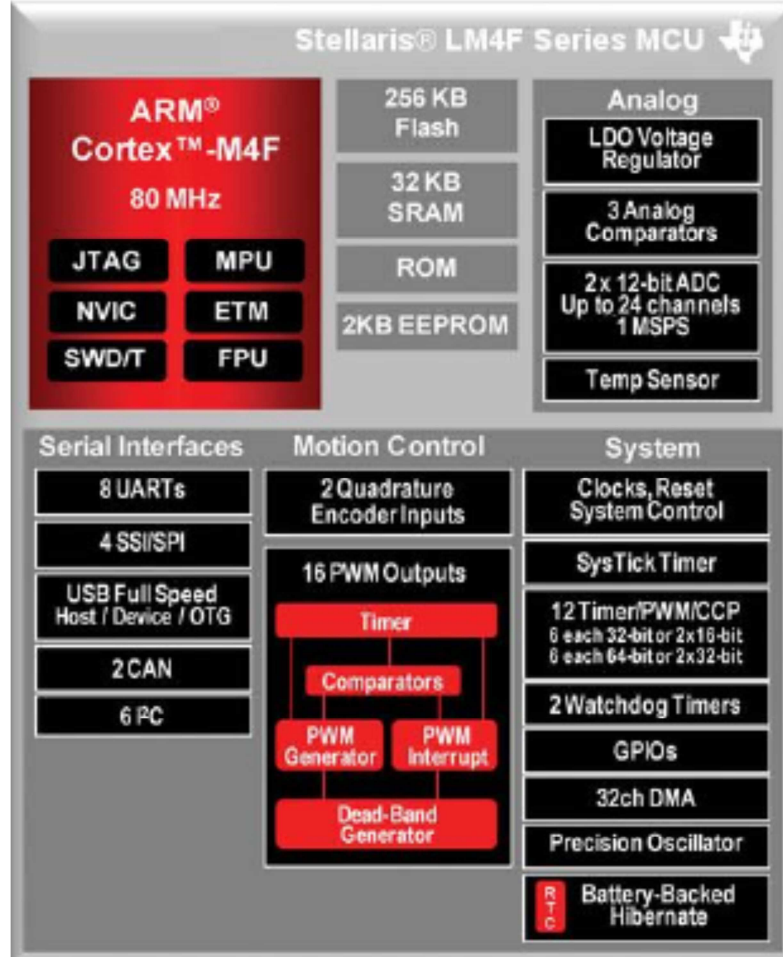 Stellaris® LM4F Series MCU
ARM®
Cortex™-M4F
80 MHz
JTAG
MPU
NVIC
ETM
SWD/T
FPU
256 KB
Flash
32 KB
SRAM
ROM
2KB EEPROM
Analog
LDO Voltage
Regulator
3 Analog
Comparators
2 x 12-bit ADC
Up to 24 channels
1 MSPS
Temp Sensor
Serial Interfaces
8 UARTs
4 SSI/SPI
USB Full Speed
Host / Device / OTG
2 CAN
6 I²C
Motion Control
2 Quadrature
Encoder Inputs
16 PWM Outputs
Timer
Comparators
PWM
Generator
PWM
Interrupt
Dead-Band
Generator
System
Clocks, Reset
System Control
SysTick Timer
12 Timer/PWM/CCP
6 each 32-bit or 2x16-bit
6 each 64-bit or 2x32-bit
2 Watchdog Timers
GPIOs
32ch DMA
Precision Oscillator
RTC
Battery-Backed
Hibernate